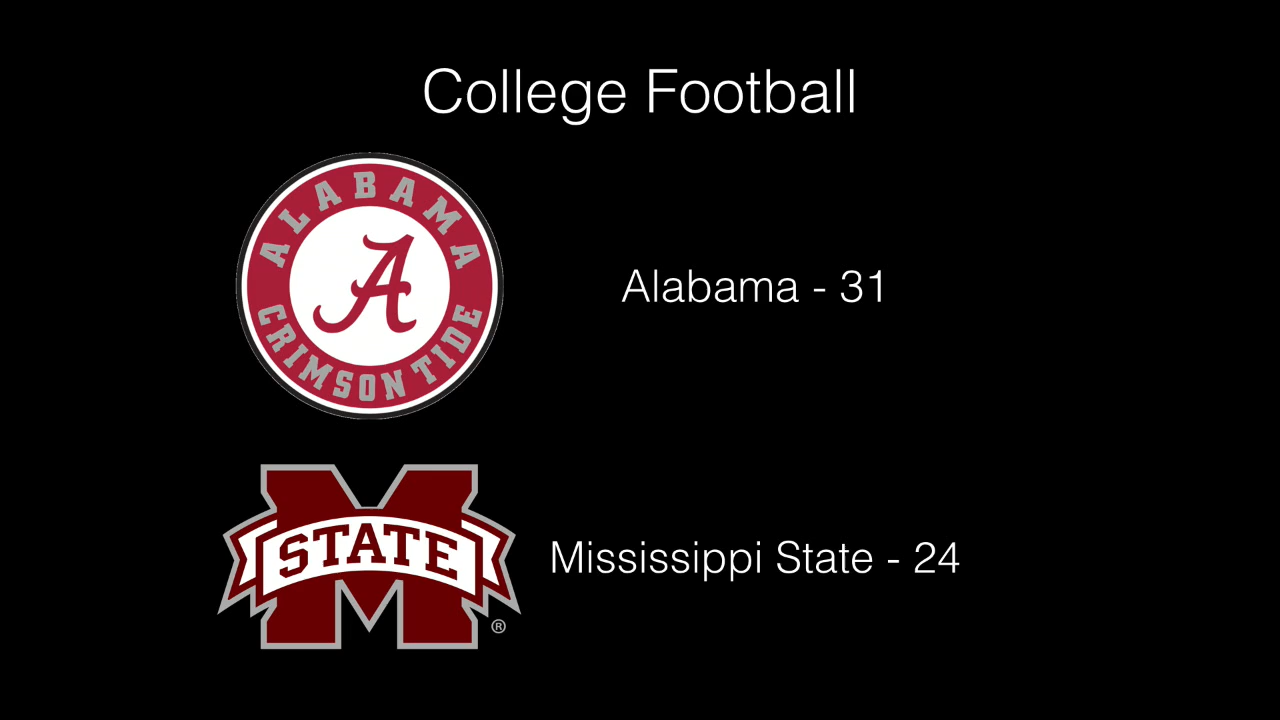 College Football
ALABAMA
A
CRIMSON TIDE
Alabama - 31
STATE
®
Mississippi State - 24